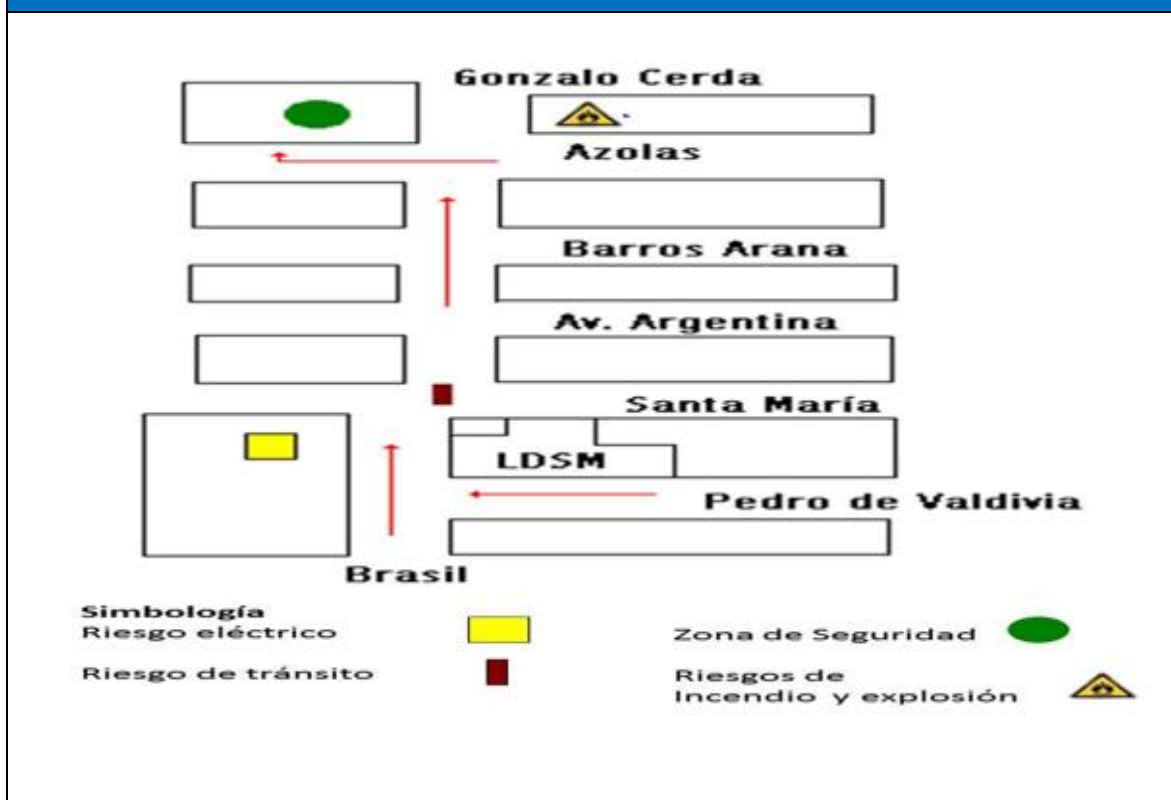 Gonzalo Cerda
Azolas
Barros Arana
Av. Argentina
Santa María
LDSM
Pedro de Valdivia
Brasil
Simbología
Riesgo eléctrico
Zona de Seguridad
Riesgo de tránsito
Riesgos de
Incendio y explosión